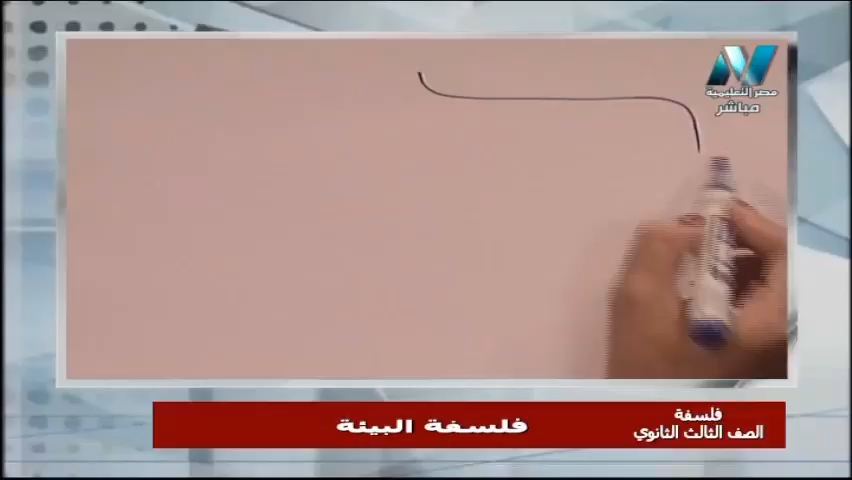 مصر التعليمية
مباشر
فلسفة
الصف الثالث الثانوي
فلسفة البيئة